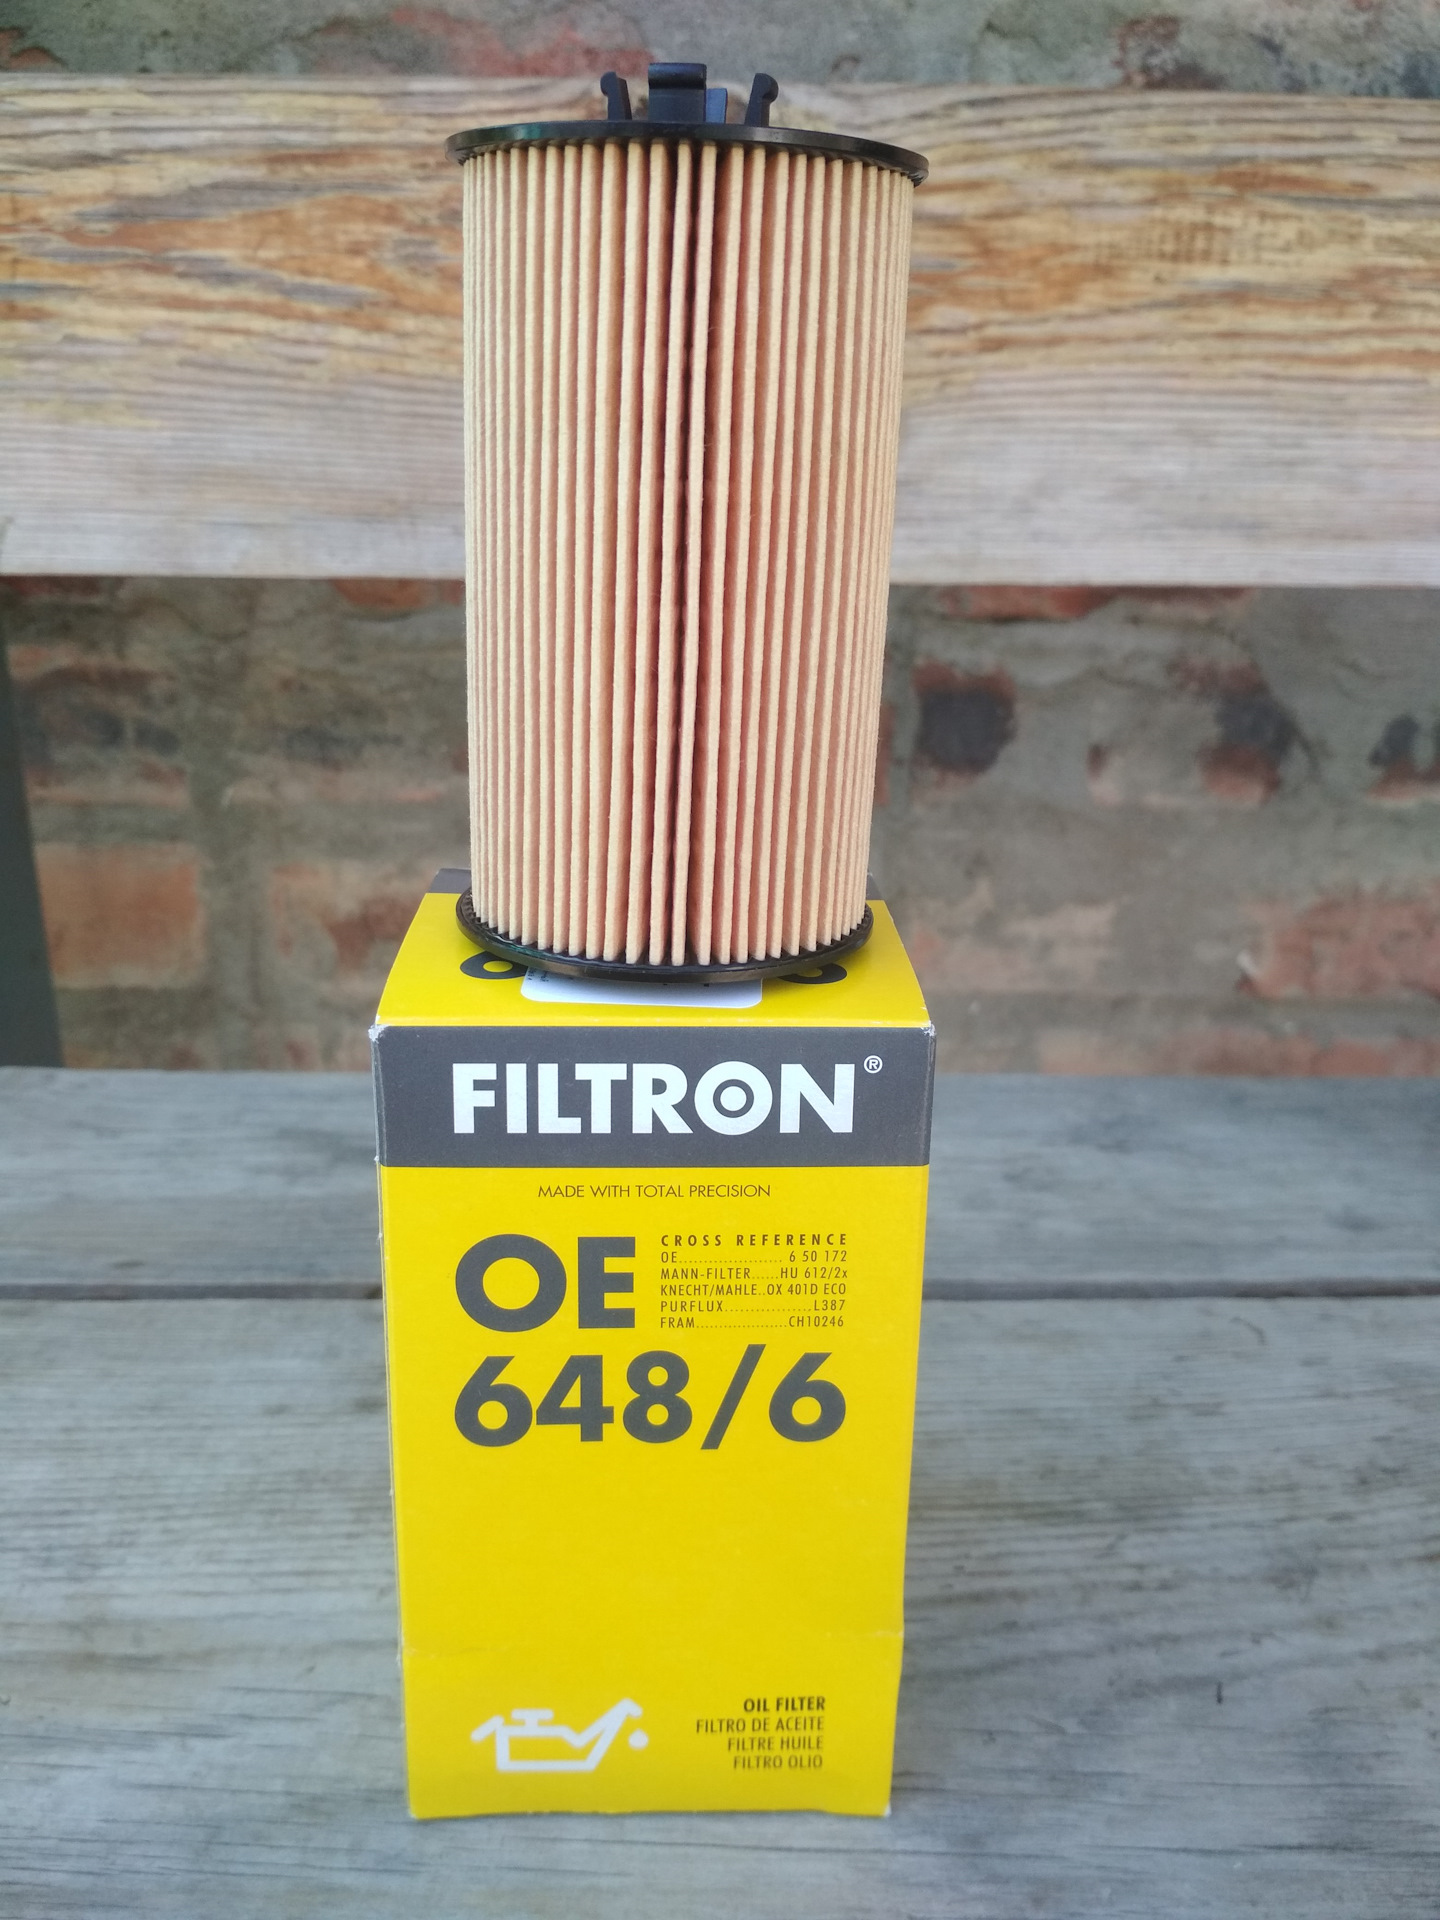 FILTRON®
MADE WITH TOTAL PRECISION
OE
648/6
CROSS REFERENCE
OE...................... 6 50 172
MANN-FILTER......HU 612/2x
KNECHT/MAHLE..OX 401D ECO
PURFLUX.................L387
FRAM....................CH10246
OIL FILTER
FILTRO DE ACEITE
FILTRE HUILE
FILTRO OLIO